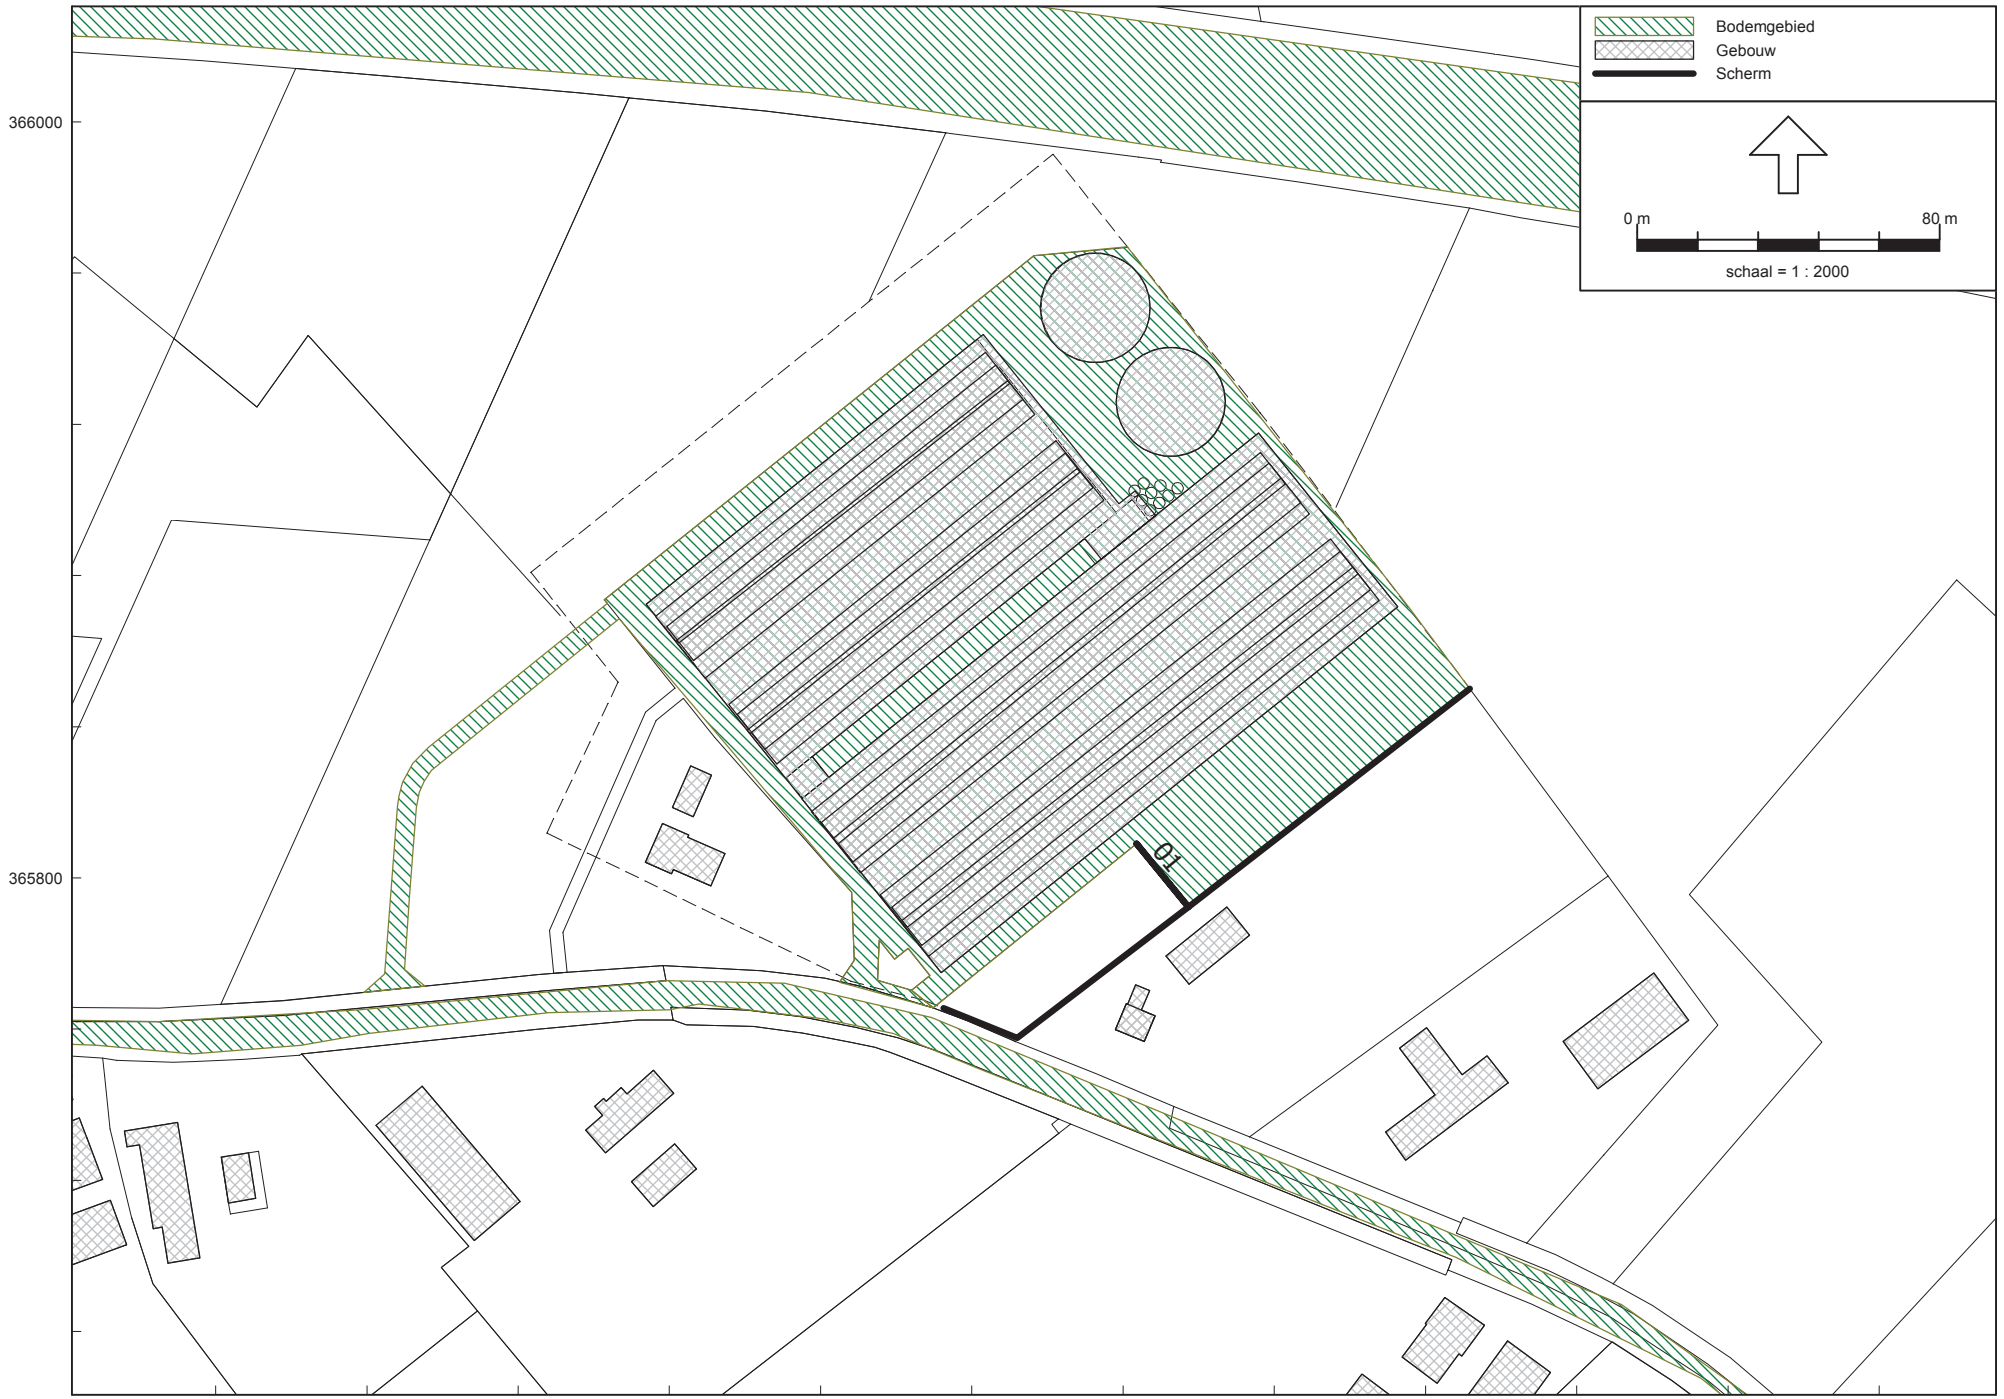 Bodemgebied
Gebouw
Scherm
366000
0 m 80 m
schaal = 1 : 2000
01
365800